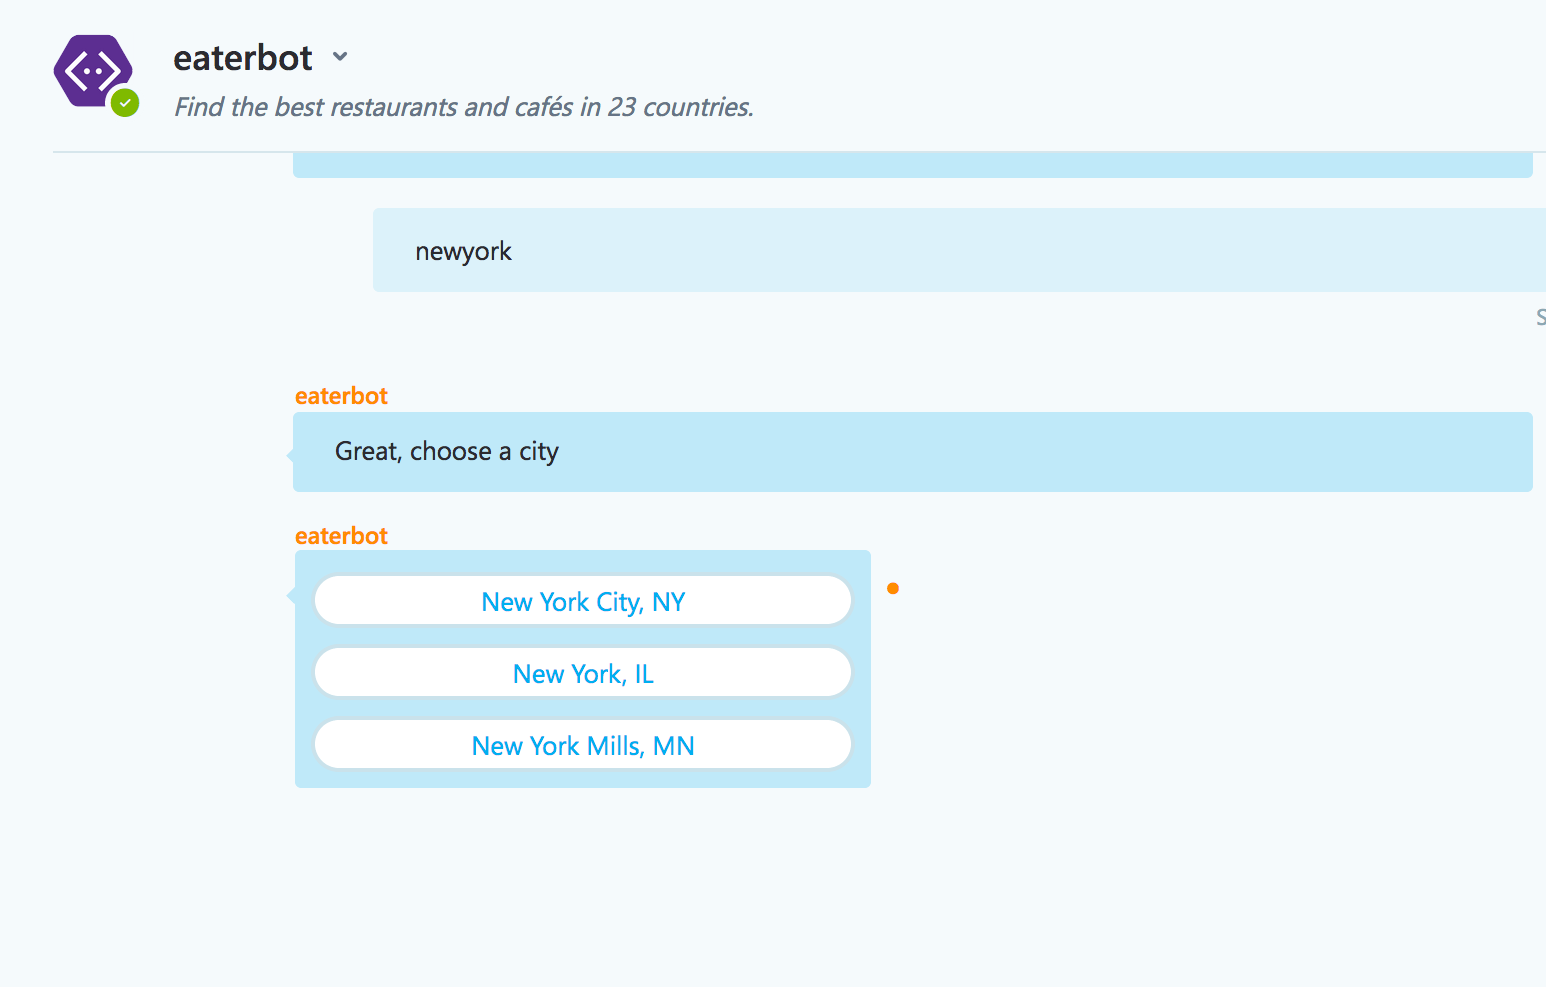 eaterbot
Find the best restaurants and cafés in 23 countries.
newyork
S
eaterbot
Great, choose a city
eaterbot
New York City, NY
New York, IL
New York Mills, MN